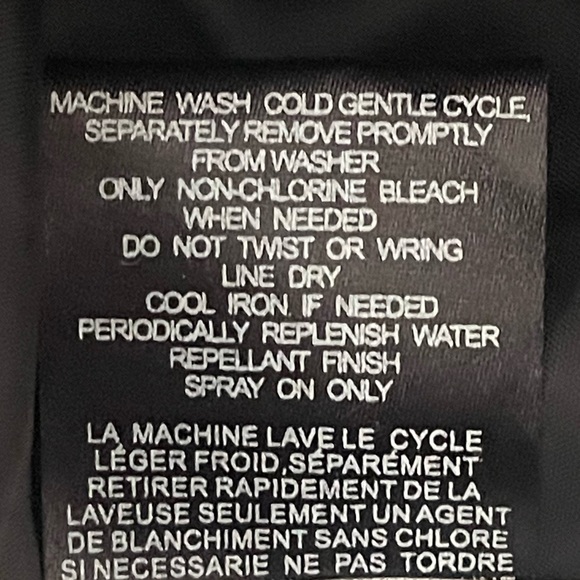 MACHINE WASH COLD GENTLE CYCLE,
SEPARATELY REMOVE PROMPTLY
FROM WASHER
ONLY NON-CHLORINE BLEACH
WHEN NEEDED
DO NOT TWIST OR WRING
LINE DRY
COOL IRON IF NEEDED
PERIODICALLY REPLENISH WATER
REPELLANT FINISH
SPRAY ON ONLY
LA MACHINE LAVE LE CYCLE
LÉGER FROID,SÉPARÉMENT
RETIRER RAPIDEMENT DE LA
LAVEUSE SEULEMENT UN AGENT
DE BLANCHIMENT SANS CHLORE
SI NECESSARIE NE PAS TORDRE